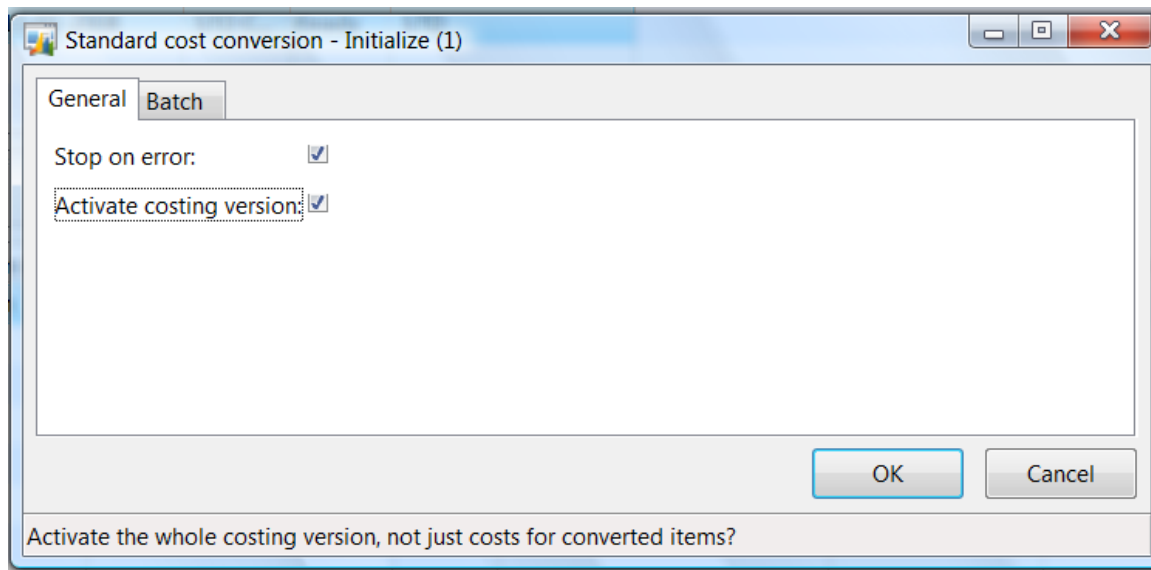 Standard cost conversion - Initialize (1)
General Batch
Stop on error:
Activate costing version:
OK Cancel
Activate the whole costing version, not just costs for converted items?